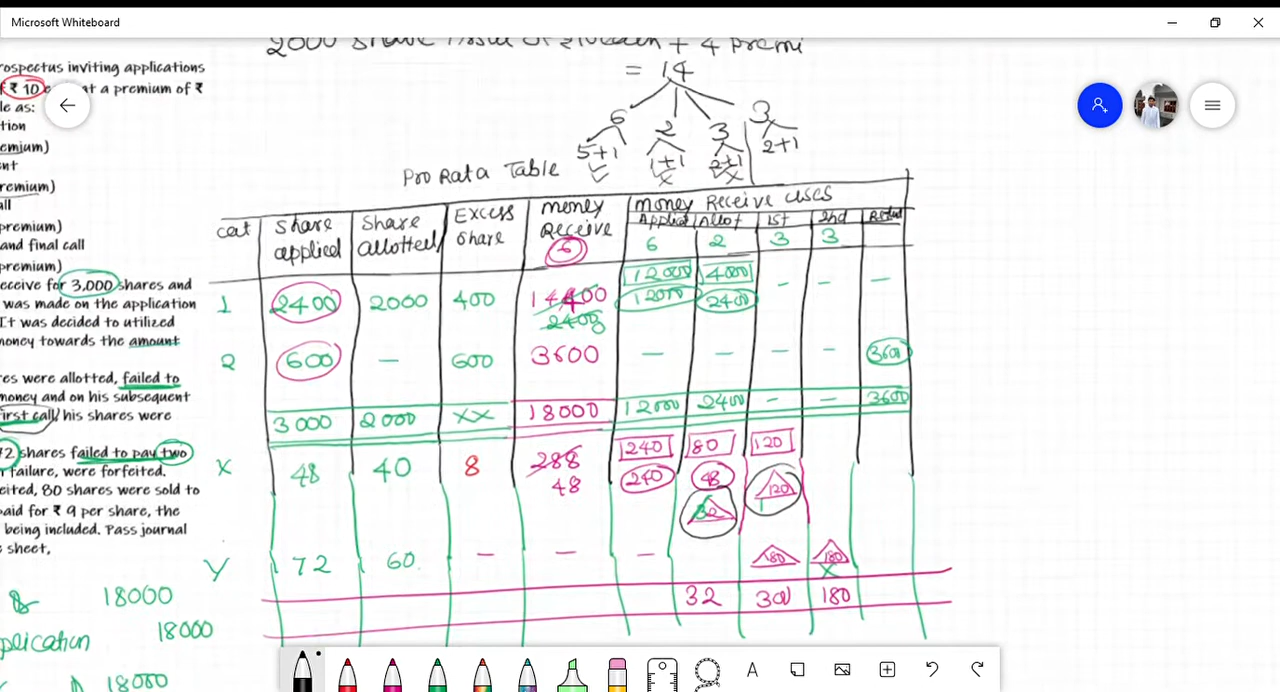 Microsoft Whiteboard
2000 Share Issue of + 4 Premi
= 14
rospectus inviting applications
f ₹ 10 at a premium of ₹
le as:
tion
emium)
nt
remium)
all
premium)
and final call
premium)
eceive for 3,000 shares and
was made on the application
It was decided to utilized
money towards the amount
es were allotted, failed to
money and on his subsequent
first call, his shares were
72 shares failed to pay two
failure, were forfeited.
eited, 80 shares were sold to
paid for ₹ 9 per share, the
being included. Pass journal
sheet.
18000
plication 18000
18000
6 2 3 3
5+1 1+1 2+1 2+1
Pro Rata Table
cat Share applied Share allotted Excess Share money Receive 6 money Receive uses
Applicat Allot 1st 2nd Refund
6 2 3 3
12000 4000
1 2400 2000 400 14400 12000 2400 - - -
2400
2 600 - 600 3600 - - - - 3600
3000 2000 xx 18000 12000 2400 - - 3600
240 80 120
X 48 40 8 288 240 48 120
48 32
Y 72 60 - - - 180 180
x
32 300 180
A